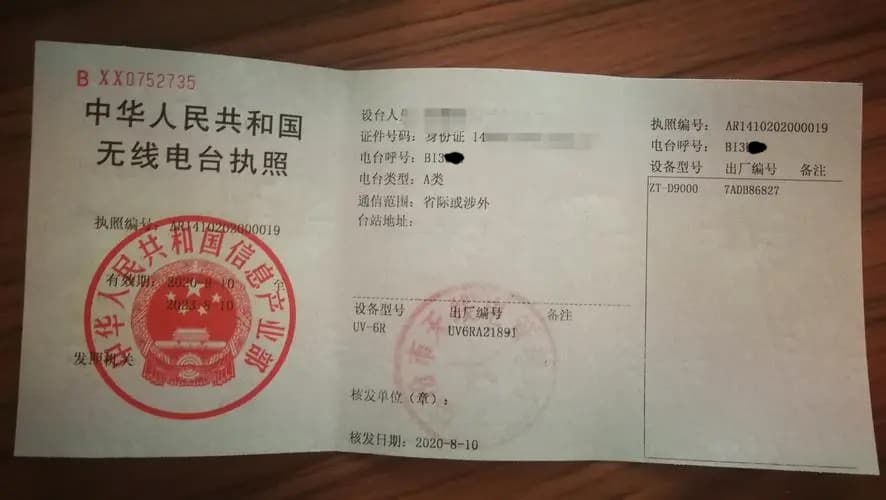 B XX0752735
中华人民共和国
无线电台执照
执照编号: AR1410202000019
有效期: 2020-8-10 至
2023-8-10
发照机关
中华人民共和国信息产业部
设台人
证件号码: 身份证 14
电台呼号: BI3
电台类型: A类
通信范围: 省际或涉外
台站地址:
设备型号 出厂编号 备注
UV-6R UV6RA21891
核发单位(章):
核发日期: 2020-8-10
执照编号: AR1410202000019
电台呼号: BI3
设备型号 出厂编号 备注
ZT-D9000 7ADB86827